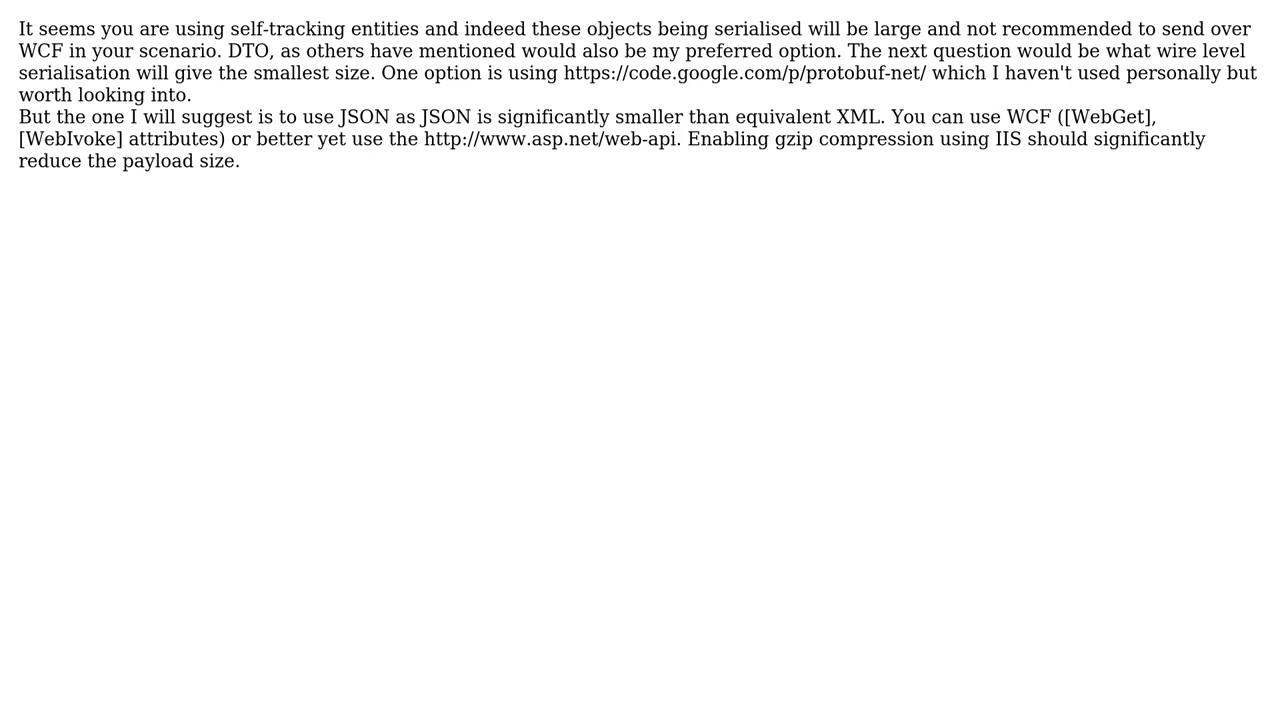 It seems you are using self-tracking entities and indeed these objects being serialised will be large and not recommended to send over
WCF in your scenario. DTO, as others have mentioned would also be my preferred option. The next question would be what wire level
serialisation will give the smallest size. One option is using https://code.google.com/p/protobuf-net/ which I haven't used personally but
worth looking into.
But the one I will suggest is to use JSON as JSON is significantly smaller than equivalent XML. You can use WCF ([WebGet],
[WebIvoke] attributes) or better yet use the http://www.asp.net/web-api. Enabling gzip compression using IIS should significantly
reduce the payload size.